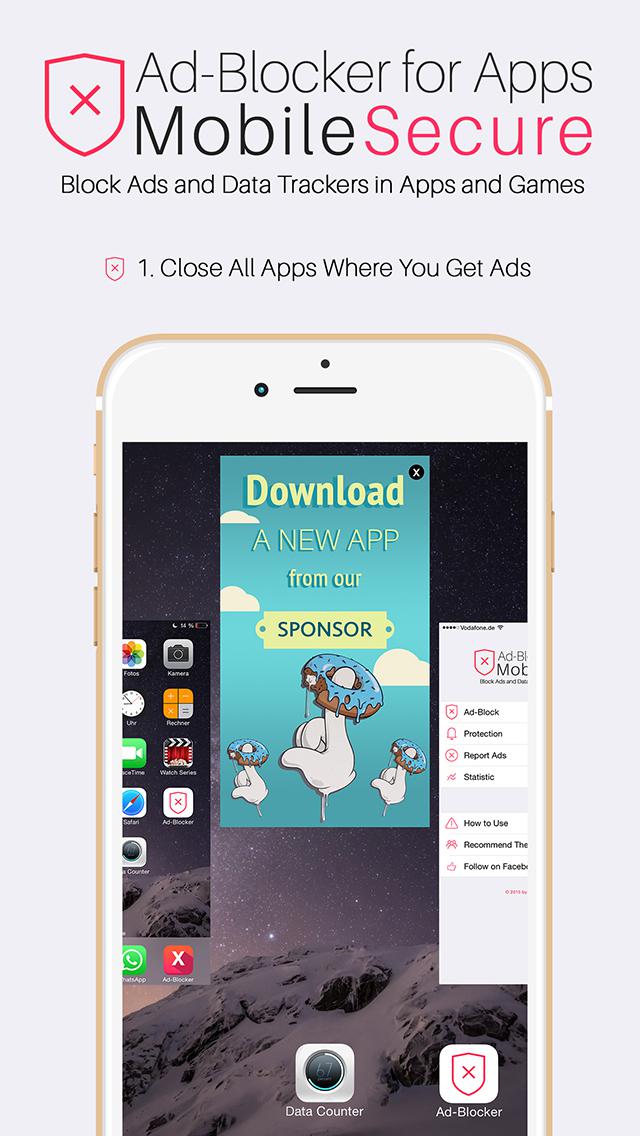 Ad-Blocker for Apps
MobileSecure
Block Ads and Data Trackers in Apps and Games
1. Close All Apps Where You Get Ads
X
Download
A NEW APP
from our
SPONSOR
14 %
Fotos
Kamera
Uhr
Rechner
ceTime
Watch Series
Safari
Ad-Blocker
a Counter
hatsApp
X
Ad-Blocker
Vodafone.de
Ad-Bl
Mob
Block Ads and Data
Ad-Block
Protection
Report Ads
Statistic
How to Use
Recommend The
Follow on Facebo
© 2015 by
67
Data Counter
Ad-Blocker